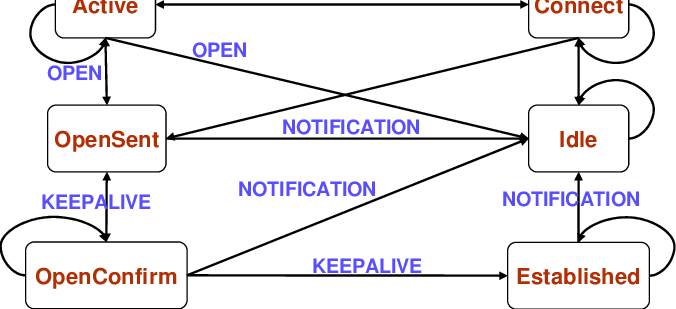 Active
Connect
OPEN
OPEN
OpenSent
NOTIFICATION
Idle
NOTIFICATION
KEEPALIVE
NOTIFICATION
OpenConfirm
KEEPALIVE
Established